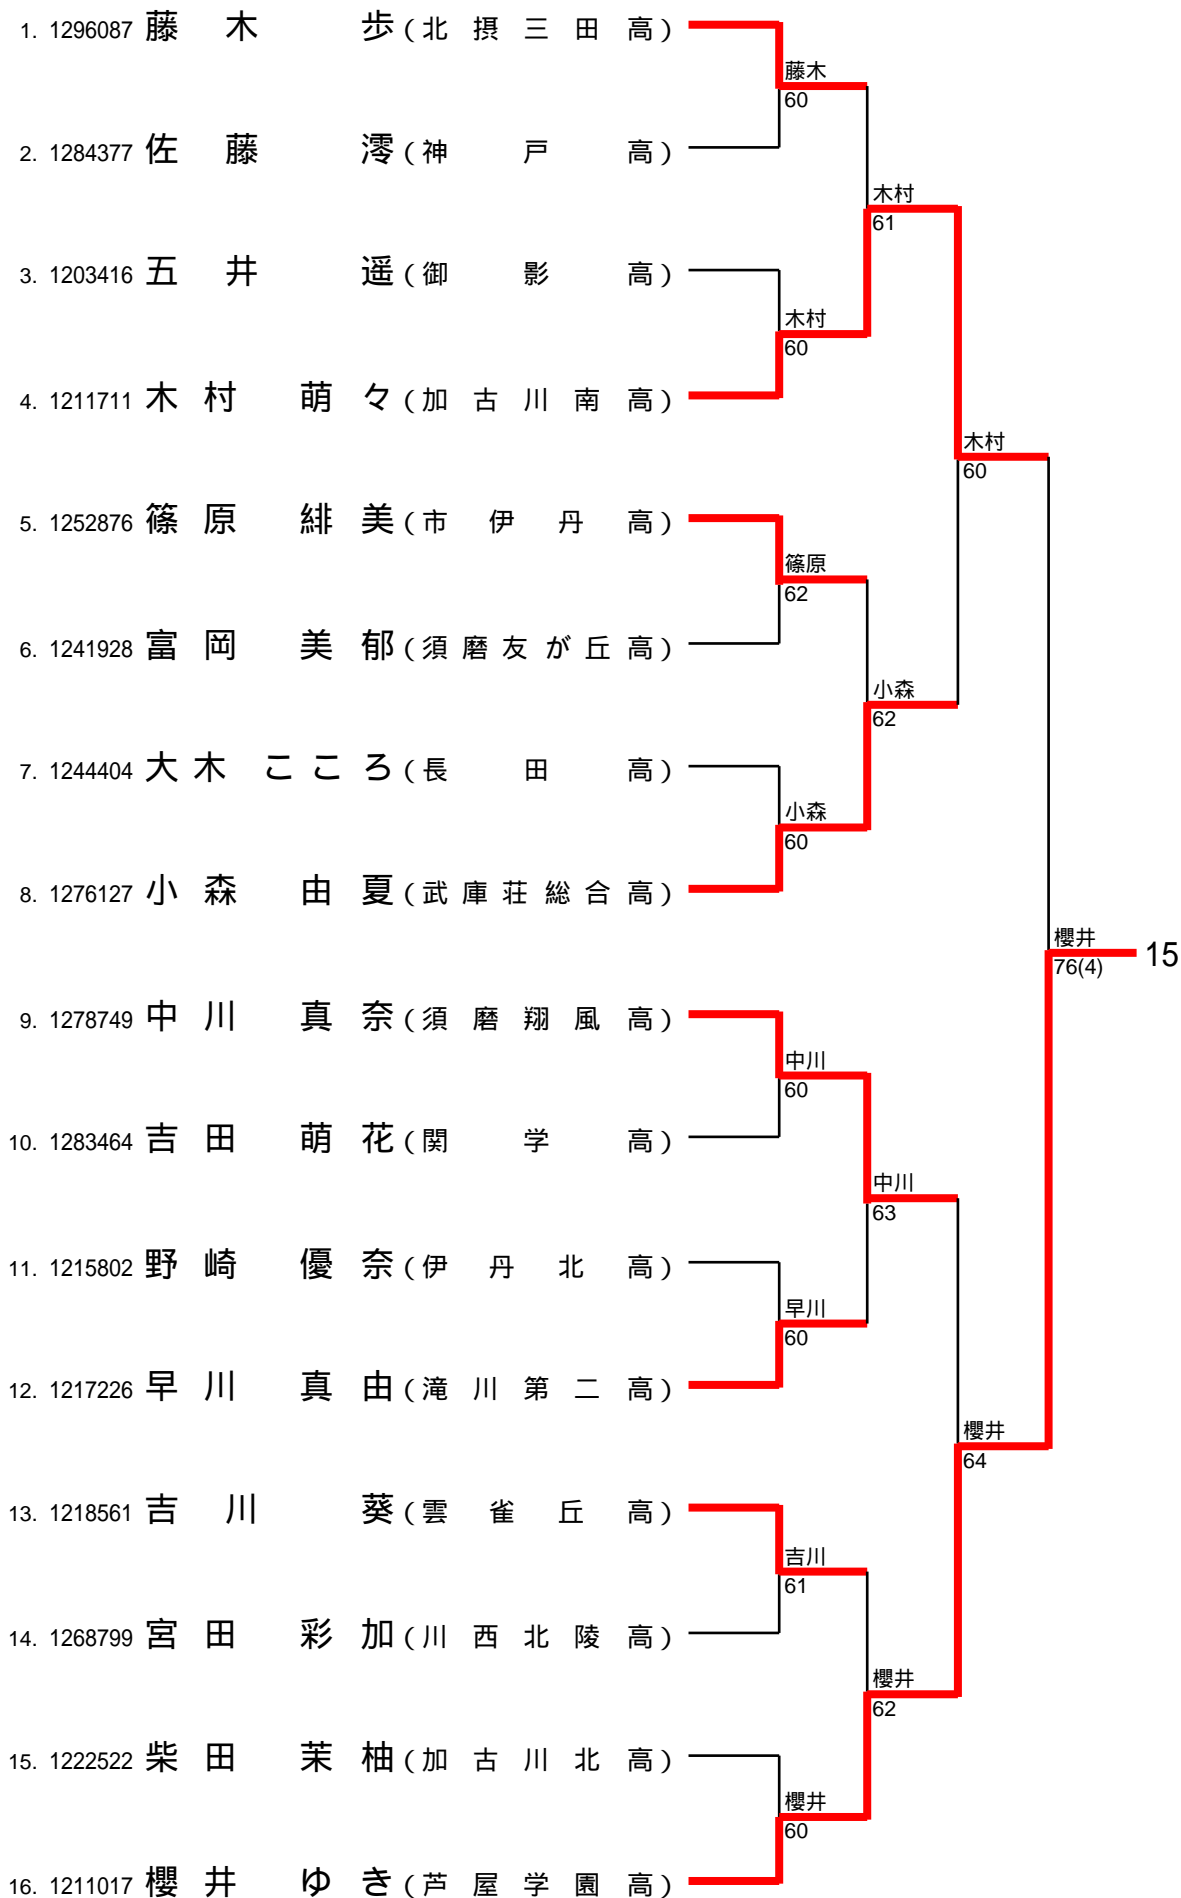 1. 1296087 藤木 歩 (北摂三田高)
藤木
60
2. 1284377 佐藤 澪 (神戸高)
木村
61
3. 1203416 五井 遥 (御影高)
木村
60
4. 1211711 木村 萌々 (加古川南高)
木村
60
5. 1252876 篠原 緋美 (市伊丹高)
篠原
62
6. 1241928 富岡 美郁 (須磨友が丘高)
小森
62
7. 1244404 大木 こころ (長田高)
小森
60
8. 1276127 小森 由夏 (武庫荘総合高)
櫻井
76(4)
15
9. 1278749 中川 真奈 (須磨翔風高)
中川
60
10. 1283464 吉田 萌花 (関学高)
中川
63
11. 1215802 野崎 優奈 (伊丹北高)
早川
60
12. 1217226 早川 真由 (滝川第二高)
櫻井
64
13. 1218561 吉川 葵 (雲雀丘高)
吉川
61
14. 1268799 宮田 彩加 (川西北陵高)
櫻井
62
15. 1222522 柴田 茉柚 (加古川北高)
櫻井
60
16. 1211017 櫻井 ゆき (芦屋学園高)